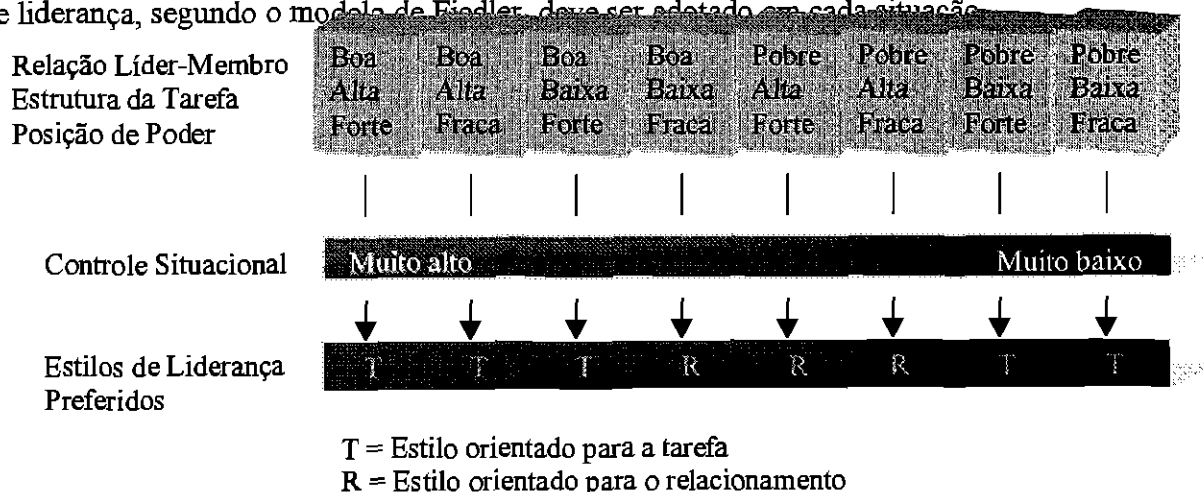 e liderança, segundo o modelo de Fiedler, deve ser adotado em cada situação
Relação Líder-Membro Boa Boa Boa Boa Pobre Pobre Pobre Pobre
Estrutura da Tarefa Alta Alta Baixa Baixa Alta Alta Baixa Baixa
Posição de Poder Forte Fraca Forte Fraca Forte Fraca Forte Fraca
Controle Situacional Muito alto Muito baixo
Estilos de Liderança T T T R R R T T
Preferidos
T = Estilo orientado para a tarefa
R = Estilo orientado para o relacionamento